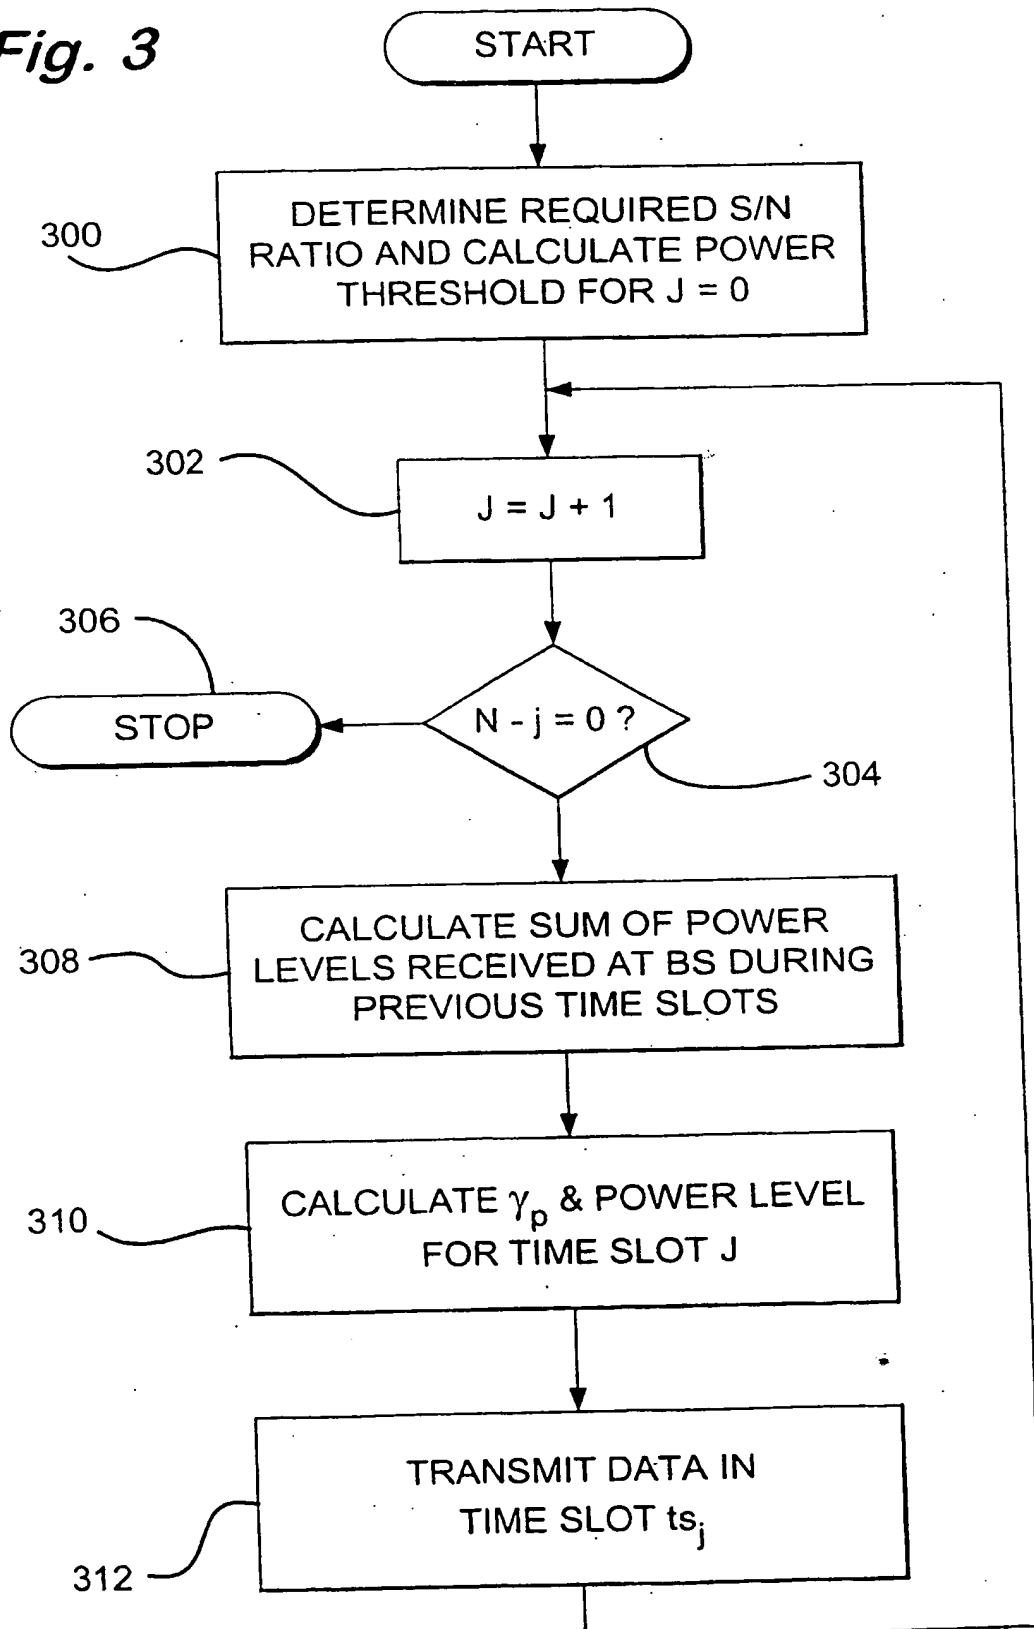 Fig. 3
START
300
DETERMINE REQUIRED S/N
RATIO AND CALCULATE POWER
THRESHOLD FOR J = 0
302
J = J + 1
306
STOP
N - j = 0 ?
304
308
CALCULATE SUM OF POWER
LEVELS RECEIVED AT BS DURING
PREVIOUS TIME SLOTS
310
CALCULATE γp & POWER LEVEL
FOR TIME SLOT J
312
TRANSMIT DATA IN
TIME SLOT tsj